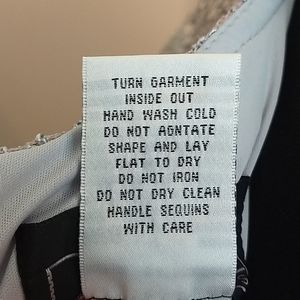 TURN GARMENT
INSIDE OUT
HAND WASH COLD
DO NOT AGNTATE
SHAPE AND LAY
FLAT TO DRY
DO NOT IRON
DO NOT DRY CLEAN
HANDLE SEQUINS
WITH CARE